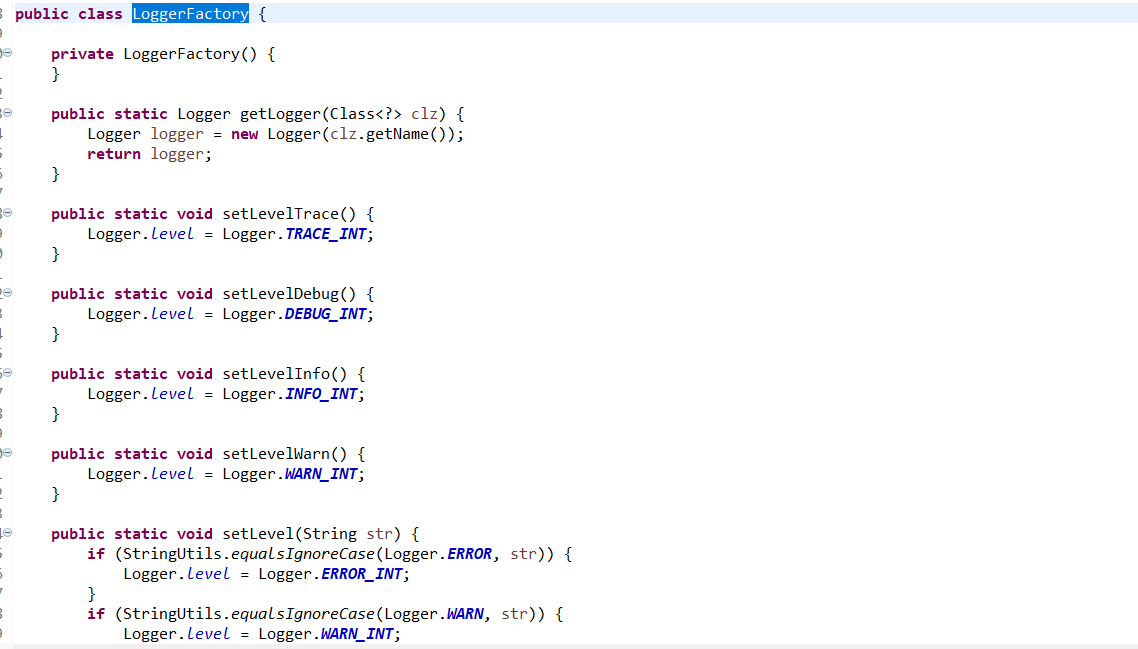 public class LoggerFactory {
private LoggerFactory() {
}
public static Logger getLogger(Class<?> clz) {
Logger logger = new Logger(clz.getName());
return logger;
}
public static void setLevelTrace() {
Logger.level = Logger.TRACE_INT;
}
public static void setLevelDebug() {
Logger.level = Logger.DEBUG_INT;
}
public static void setLevelInfo() {
Logger.level = Logger.INFO_INT;
}
public static void setLevelWarn() {
Logger.level = Logger.WARN_INT;
}
public static void setLevel(String str) {
if (StringUtils.equalsIgnoreCase(Logger.ERROR, str)) {
Logger.level = Logger.ERROR_INT;
}
if (StringUtils.equalsIgnoreCase(Logger.WARN, str)) {
Logger.level = Logger.WARN_INT;